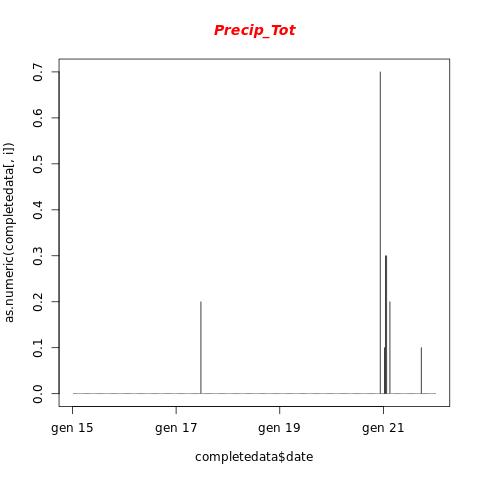 Precip_Tot
as.numeric(completedata[, i])
0.7
0.6
0.5
0.4
0.3
0.2
0.1
0.0
gen 15 gen 17 gen 19 gen 21
completedata$date